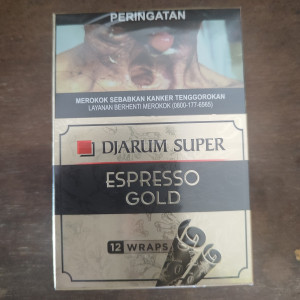 PERINGATAN
MEROKOK SEBABKAN KANKER TENGGOROKAN
LAYANAN BERHENTI MEROKOK (0800-177-6565)
DJARUM SUPER
ESPRESSO
GOLD
12 WRAPS